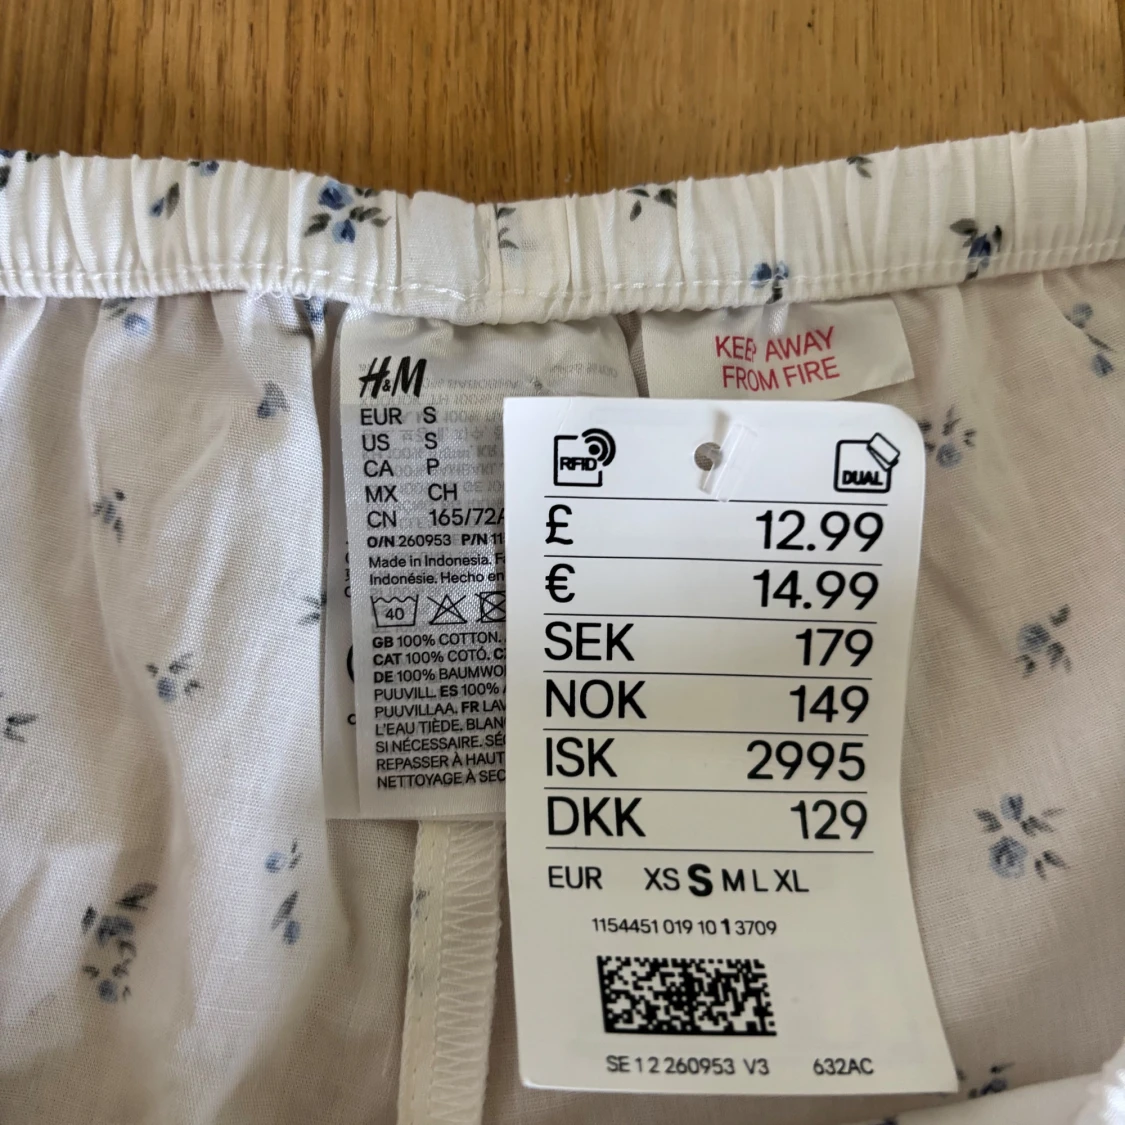 H&M
EUR S
US S
CA P
MX CH
CN 165/72A
O/N 260953 P/N 11
Made in Indonesia. F
Indonésie. Hecho en
40
GB 100% COTTON.
CAT 100% COTÓ. C
DE 100% BAUMWO
PUUVILL. ES 100%
PUUVILLAA. FR LAV
L'EAU TIÈDE. BLAN
SI NÉCESSAIRE. SÉ
REPASSER À HAUT
NETTOYAGE À SEC
KEEP AWAY
FROM FIRE
RFID
DUAL
£ 12.99
€ 14.99
SEK 179
NOK 149
ISK 2995
DKK 129
EUR XS S M L XL
1154451 019 10 1 3709
SE 1 2 260953 V3 632AC